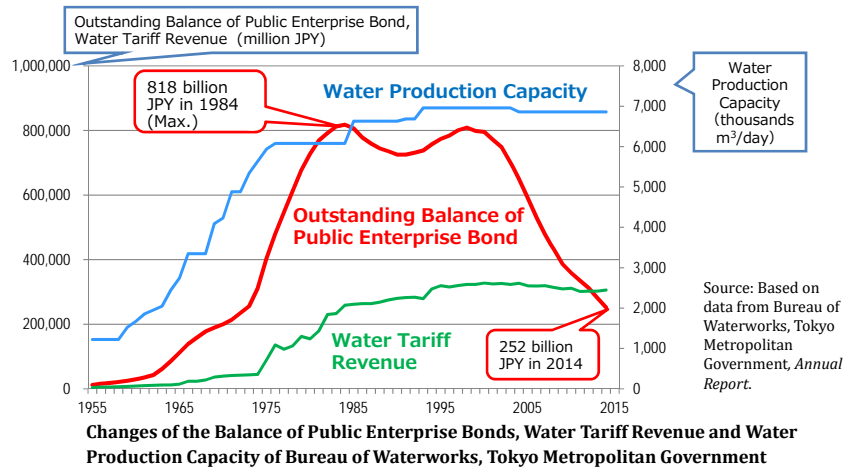 Outstanding Balance of Public Enterprise Bond,
Water Tariff Revenue (million JPY)
1,000,000
800,000
600,000
400,000
200,000
0
818 billion
JPY in 1984
(Max.)
Water Production Capacity
Outstanding Balance of
Public Enterprise Bond
Water Tariff
Revenue
252 billion
JPY in 2014
8,000
7,000
6,000
5,000
4,000
3,000
2,000
1,000
0
Water
Production
Capacity
(thousands
m³/day)
1955 1965 1975 1985 1995 2005 2015
Source: Based on
data from Bureau of
Waterworks, Tokyo
Metropolitan
Government, Annual
Report.
Changes of the Balance of Public Enterprise Bonds, Water Tariff Revenue and Water
Production Capacity of Bureau of Waterworks, Tokyo Metropolitan Government